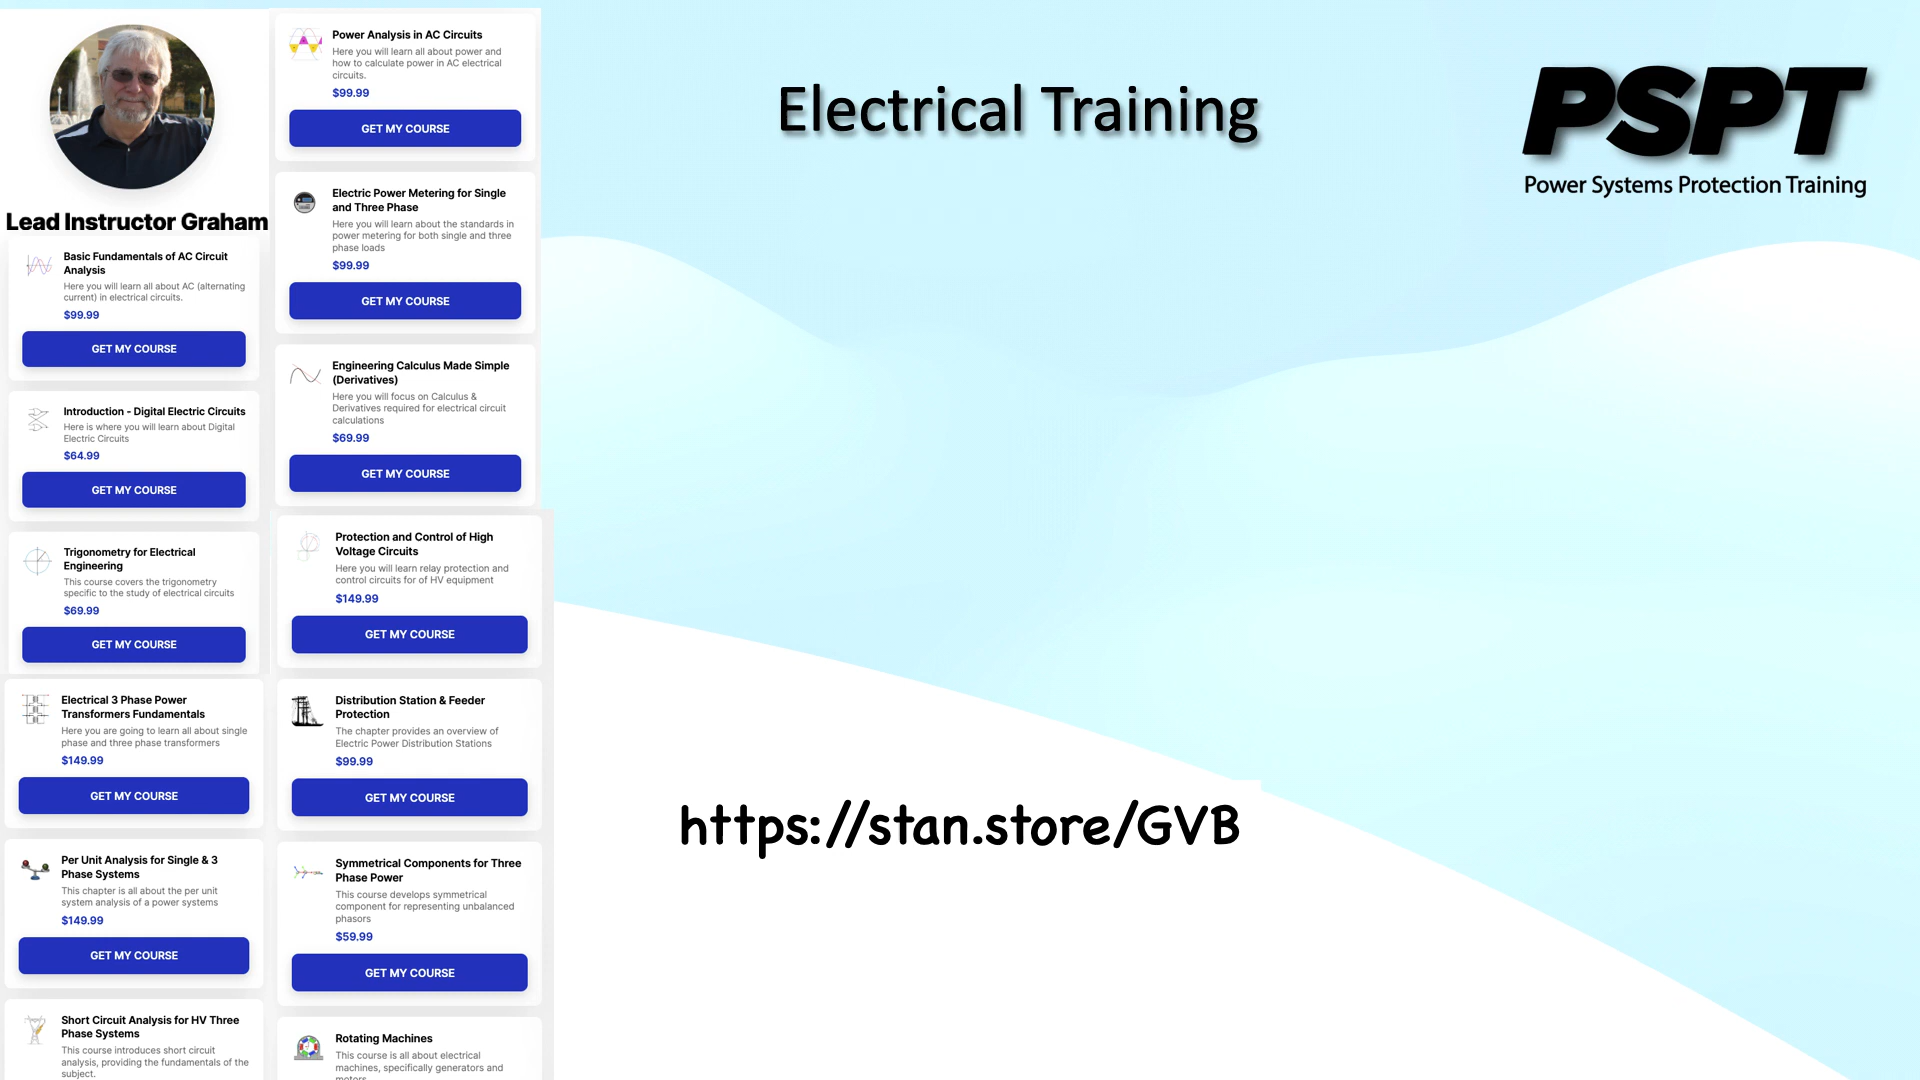 Lead Instructor Graham
Basic Fundamentals of AC Circuit
Analysis
Here you will learn all about AC (alternating
current) in electrical circuits.
$99.99
GET MY COURSE
Introduction - Digital Electric Circuits
Here is where you will learn about Digital
Electric Circuits
$64.99
GET MY COURSE
Trigonometry for Electrical
Engineering
This course covers the trigonometry
specific to the study of electrical circuits
$69.99
GET MY COURSE
Electrical 3 Phase Power
Transformers Fundamentals
Here you are going to learn all about single
phase and three phase transformers
$149.99
GET MY COURSE
Per Unit Analysis for Single & 3
Phase Systems
This chapter is all about the per unit
system analysis of a power systems
$149.99
GET MY COURSE
Short Circuit Analysis for HV Three
Phase Systems
This course introduces short circuit
analysis, providing the fundamentals of the
subject.
Power Analysis in AC Circuits
Here you will learn all about power and
how to calculate power in AC electrical
circuits.
$99.99
GET MY COURSE
Electric Power Metering for Single
and Three Phase
Here you will learn about the standards in
power metering for both single and three
phase loads
$99.99
GET MY COURSE
Engineering Calculus Made Simple
(Derivatives)
Here you will focus on Calculus &
Derivatives required for electrical circuit
calculations
$69.99
GET MY COURSE
Protection and Control of High
Voltage Circuits
Here you will learn relay protection and
control circuits for of HV equipment
$149.99
GET MY COURSE
Distribution Station & Feeder
Protection
The chapter provides an overview of
Electric Power Distribution Stations
$99.99
GET MY COURSE
Symmetrical Components for Three
Phase Power
This course develops symmetrical
component for representing unbalanced
phasors
$59.99
GET MY COURSE
Rotating Machines
This course is all about electrical
machines, specifically generators and
motors
Electrical Training
PSPT
Power Systems Protection Training
https://stan.store/GVB